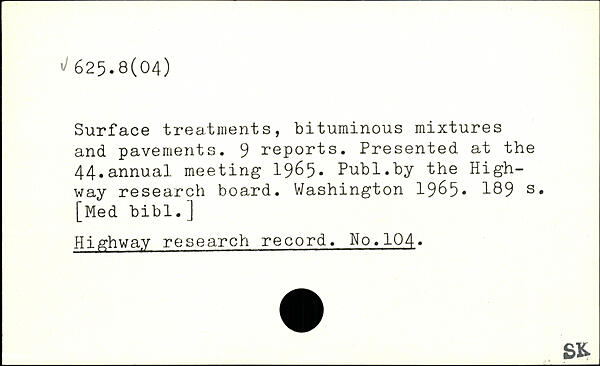 √ 625.8(04)
Surface treatments, bituminous mixtures
and pavements. 9 reports. Presented at the
44.annual meeting 1965. Publ.by the High-
way research board. Washington 1965. 189 s.
[Med bibl.]
Highway research record. No.104.
SK